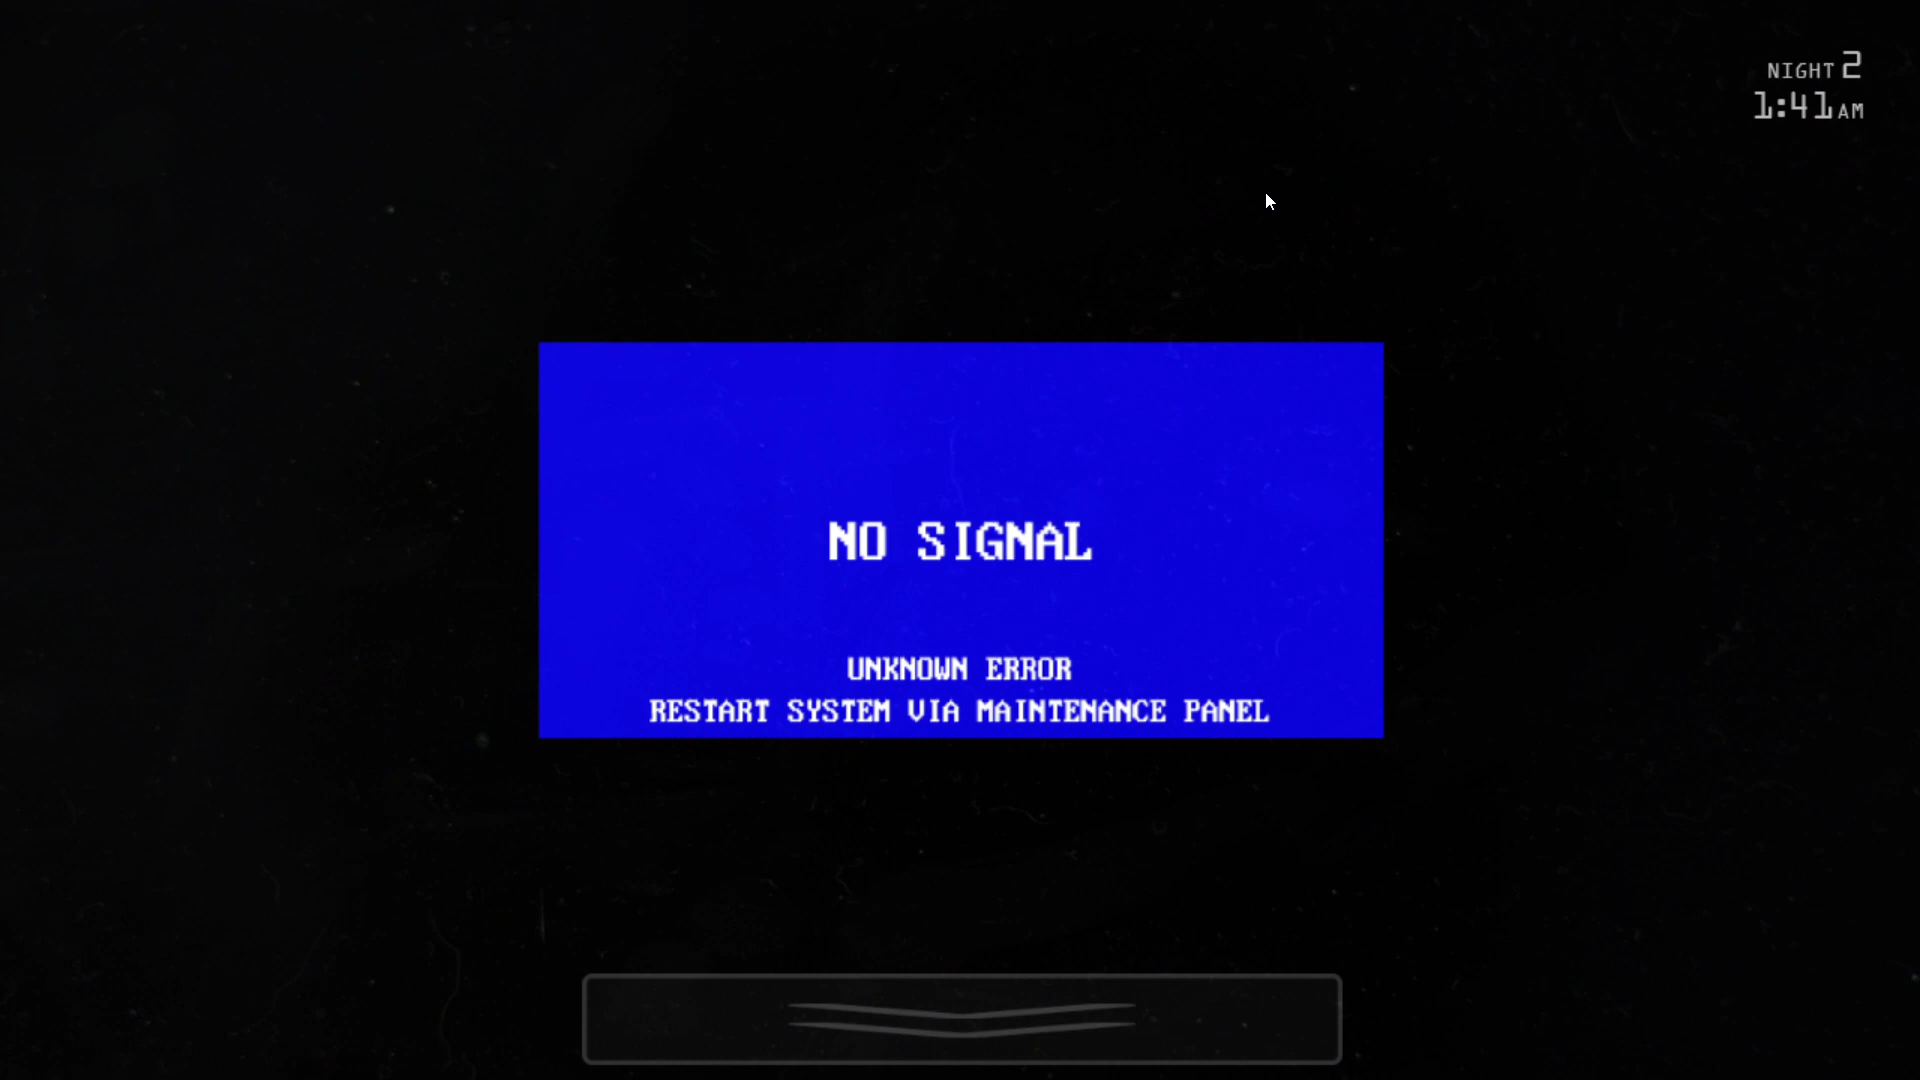 NIGHT 2
1:41 AM
NO SIGNAL
UNKNOWN ERROR
RESTART SYSTEM VIA MAINTENANCE PANEL